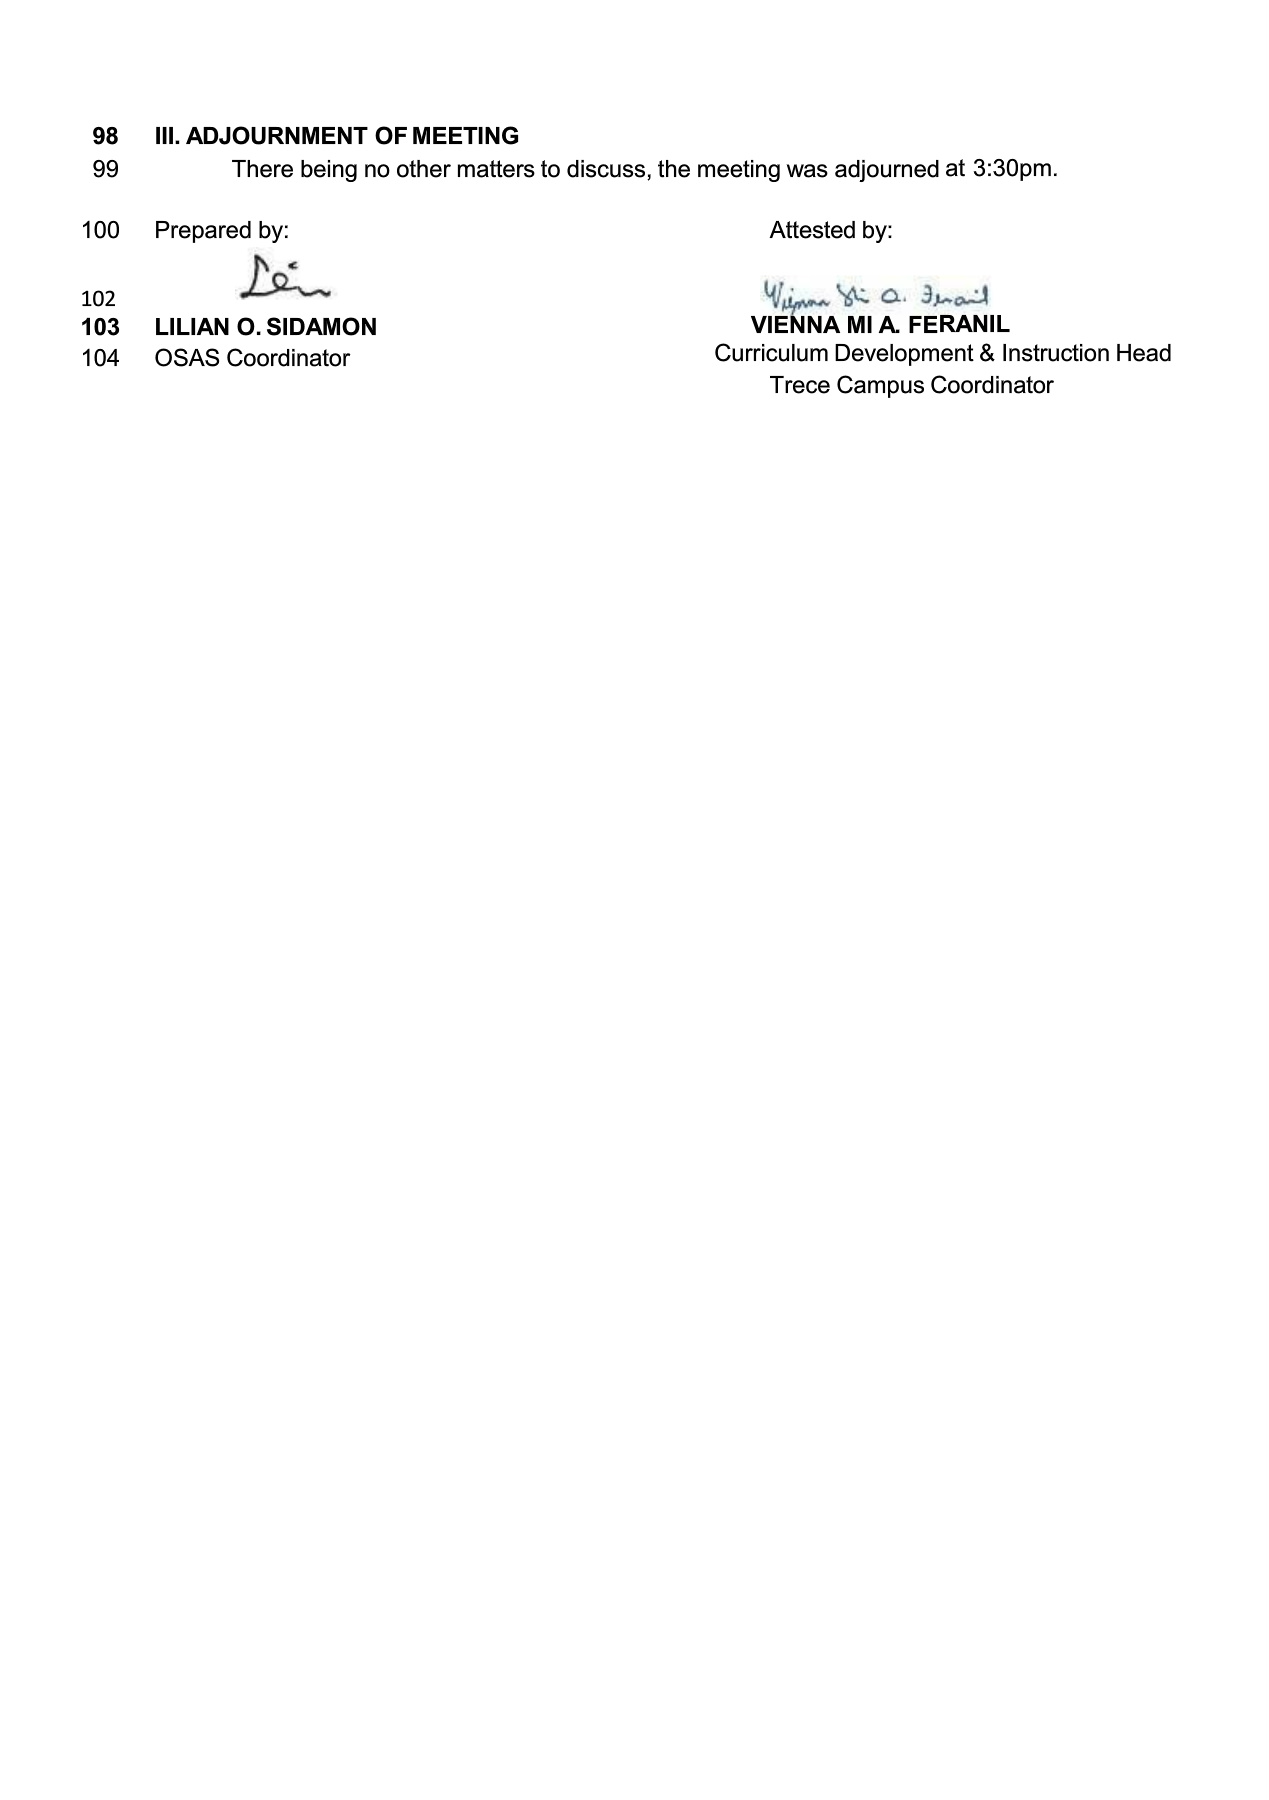 98 III. ADJOURNMENT OF MEETING
99 There being no other matters to discuss, the meeting was adjourned at 3:30pm.
100 Prepared by: Attested by:
102 Vienna Mi A. Feranil
103 LILIAN O. SIDAMON VIENNA MI A. FERANIL
104 OSAS Coordinator Curriculum Development & Instruction Head
Trece Campus Coordinator